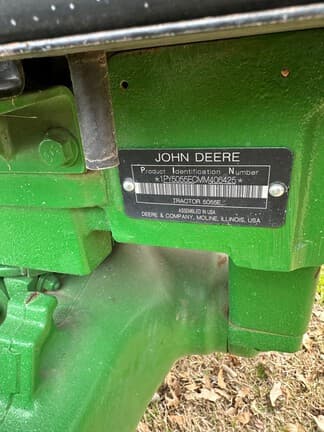 JOHN DEERE
Product Identification Number
*1PY5055ECMM406425*
TRACTOR 5055E
ASSEMBLED IN USA
DEERE & COMPANY, MOLINE, ILLINOIS, USA